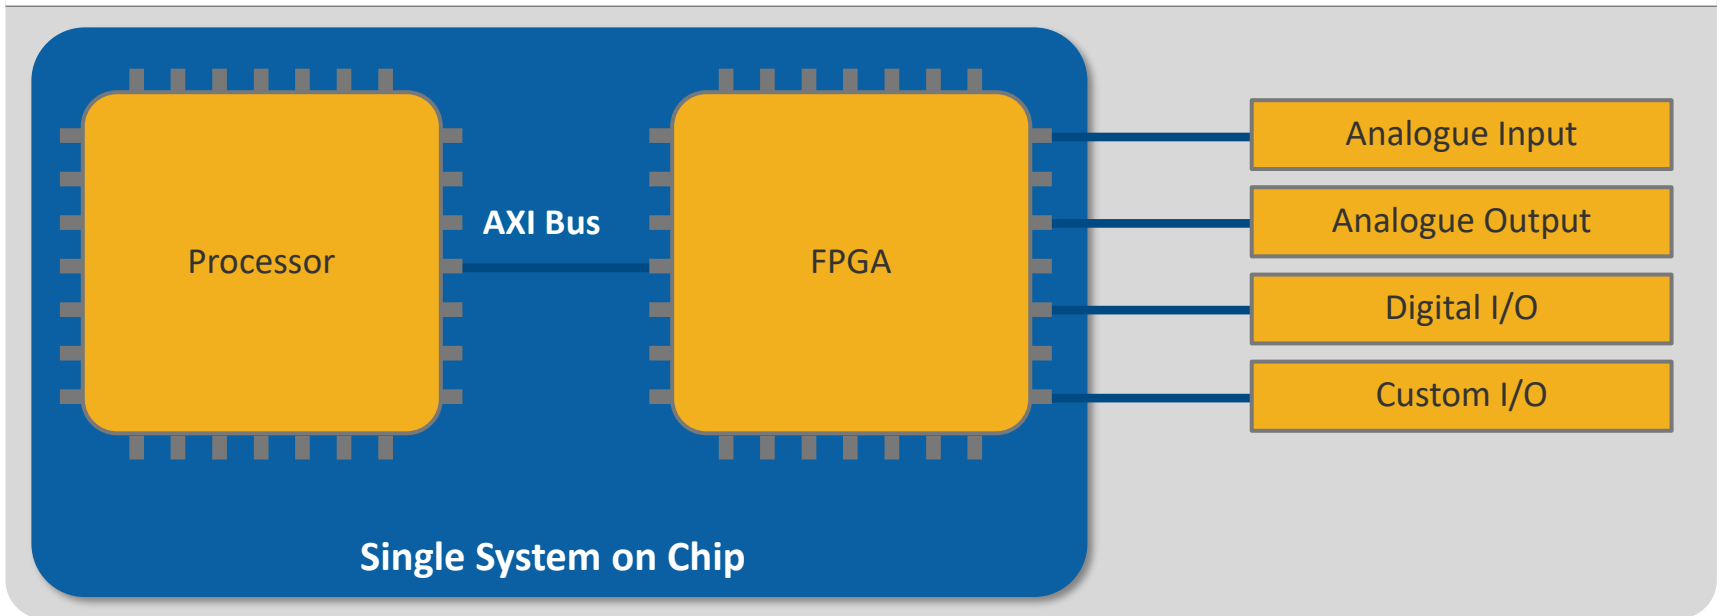 Processor
AXI Bus
FPGA
Analogue Input
Analogue Output
Digital I/O
Custom I/O
Single System on Chip